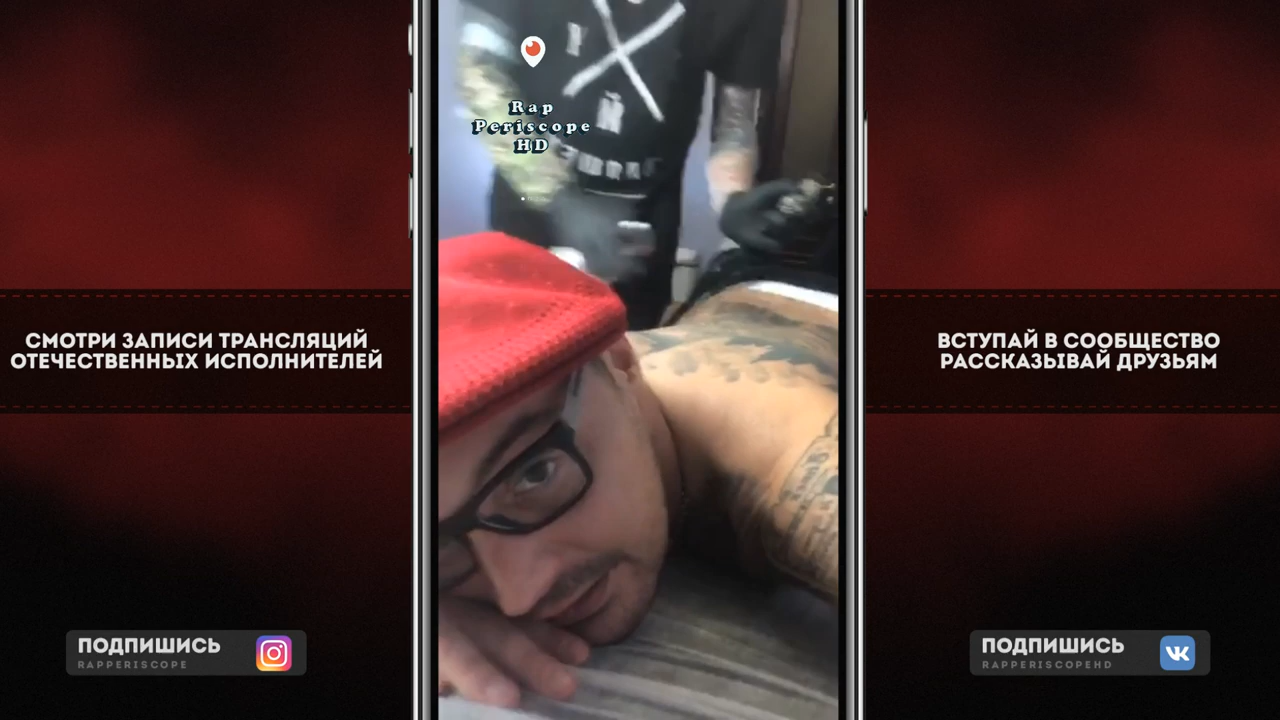 Rap
Periscope
HD
СМОТРИ ЗАПИСИ ТРАНСЛЯЦИЙ
ОТЕЧЕСТВЕННЫХ ИСПОЛНИТЕЛЕЙ
ВСТУПАЙ В СООБЩЕСТВО
РАССКАЗЫВАЙ ДРУЗЬЯМ
ПОДПИШИСЬ
RAPPERISCOPE
ПОДПИШИСЬ
RAPPERISCOPEHD